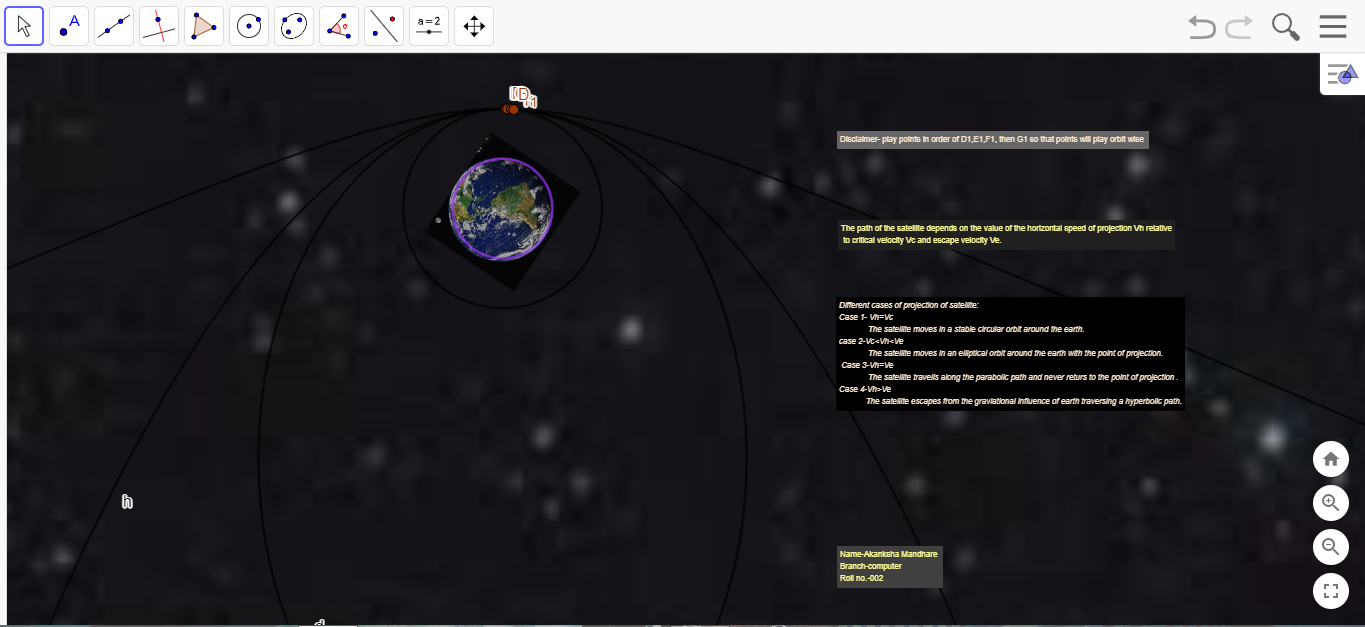 A
a = 2
D
1
Disclaimer- play points in order of D1,E1,F1, then G1 so that points will play orbit wise
The path of the satellite depends on the value of the horizontal speed of projection Vh relative
to critical velocity Vc and escape velocity Ve.
Different cases of projection of satellite:
Case 1- Vh=Vc
The satellite moves in a stable circular orbit around the earth.
case 2-Vc<Vh<Ve
The satellite moves in an elliptical orbit around the earth with the point of projection.
Case 3-Vh=Ve
The satellite travells along the parabolic path and never returs to the point of projection .
Case 4-Vh>Ve
The satellite escapes from the graviational influence of earth traversing a hyperbolic path.
h
Name-Akanksha Mandhare
Branch-computer
Roll no.-002
d